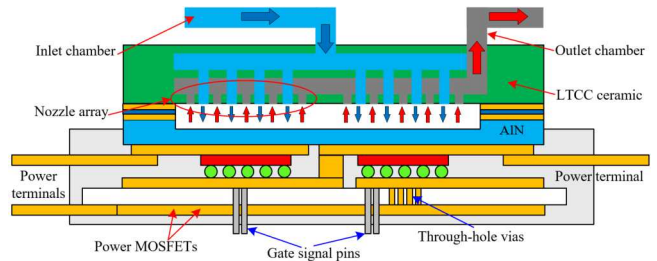 Inlet chamber
Outlet chamber
Nozzle array
LTCC ceramic
AlN
Power
terminals
Power terminal
Power MOSFETs
Gate signal pins
Through-hole vias